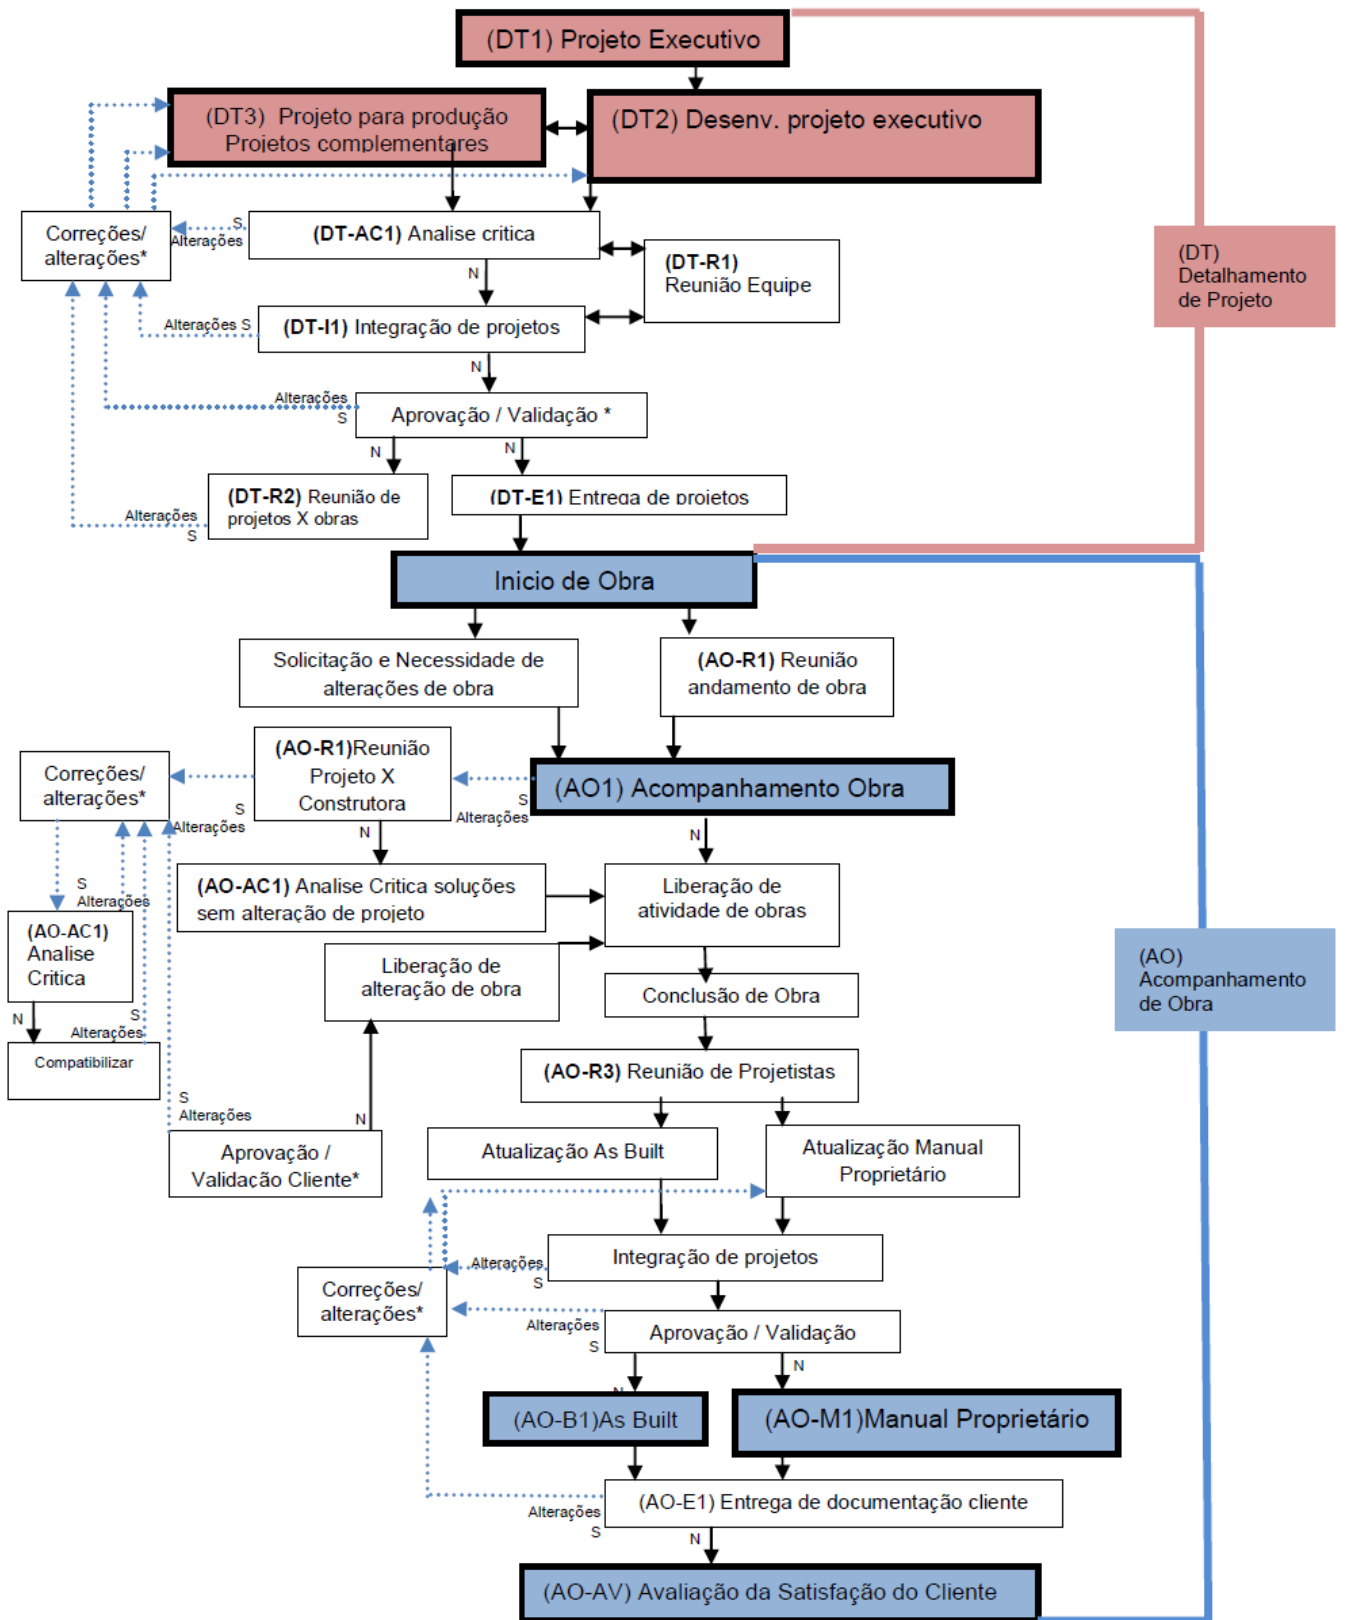 (DT1) Projeto Executivo
(DT3) Projeto para produção
Projetos complementares
(DT2) Desenv. projeto executivo
Correções/
alterações*
S
Alterações
(DT-AC1) Analise critica
(DT-R1)
Reunião Equipe
(DT)
Detalhamento
de Projeto
N
Alterações S
(DT-I1) Integração de projetos
N
Alterações
S
Aprovação / Validação *
N
N
(DT-R2) Reunião de
projetos X obras
(DT-E1) Entrega de projetos
Alterações
S
Inicio de Obra
Solicitação e Necessidade de
alterações de obra
(AO-R1) Reunião
andamento de obra
(AO-R1)Reunião
Projeto X
Construtora
Correções/
alterações*
(AO1) Acompanhamento Obra
S
Alterações
S
Alterações
N
N
(AO-AC1) Analise Critica soluções
sem alteração de projeto
Liberação de
atividade de obras
S
Alterações
(AO-AC1)
Analise
Critica
Liberação de
alteração de obra
(AO)
Acompanhamento
de Obra
Conclusão de Obra
N
S
Alterações
Compatibilizar
(AO-R3) Reunião de Projetistas
S
Alterações
N
Aprovação /
Validação Cliente*
Atualização As Built
Atualização Manual
Proprietário
Integração de projetos
Alterações
S
Correções/
alterações*
Aprovação / Validação
Alterações
S
N
N
(AO-B1)As Built
(AO-M1)Manual Proprietário
(AO-E1) Entrega de documentação cliente
Alterações
S
N
(AO-AV) Avaliação da Satisfação do Cliente